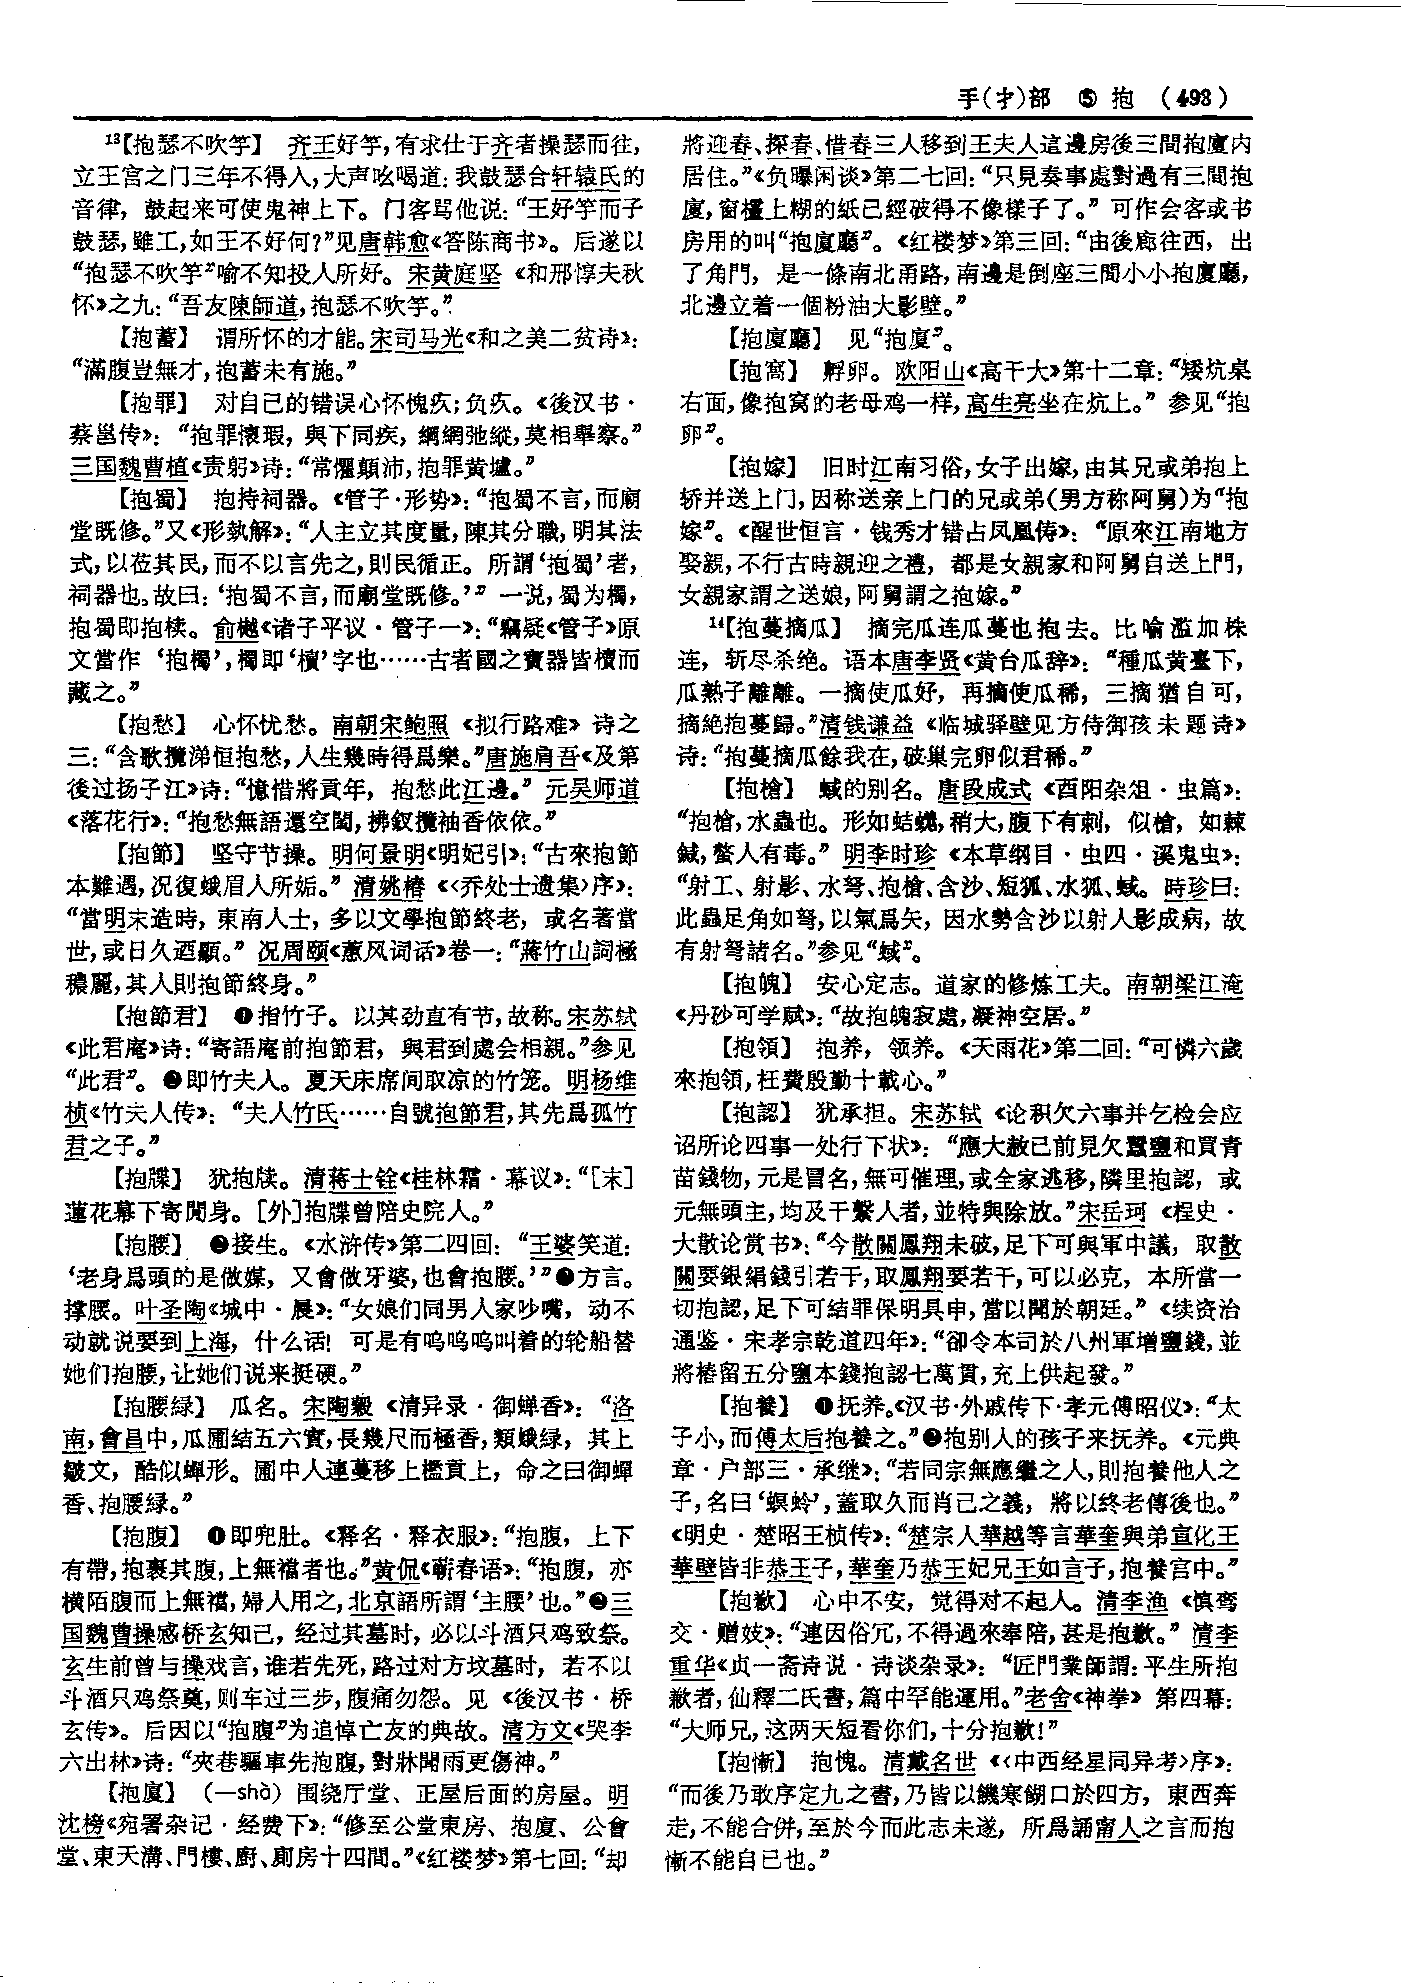 手(扌)部 ⑤ 抱 (493)
13【抱瑟不吹竽】 齐王好竽,有求仕于齐者操瑟而往,
立王宫之门三年不得入,大声吆喝道:我鼓瑟合轩辕氏的
音律,鼓起来可使鬼神上下。门客骂他说:“王好竽而子
鼓瑟,雖工,如王不好何?”见唐韩愈《答陈商书》。后遂以
“抱瑟不吹竽”喻不知投人所好。宋黄庭坚《和邢惇夫秋
怀》之九:“吾友陳師道,抱瑟不吹竽。”
【抱蓄】 谓所怀的才能。宋司马光《和之美二贫诗》:
“滿腹豈無才,抱蓄未有施。”
【抱罪】 对自己的错误心怀愧疚;负疚。《後汉书·
蔡邕传》:“抱罪懷瑕,與下同疾,綱網弛縱,莫相舉察。”
三国魏曹植《责躬》诗:“常懼顛沛,抱罪黄壚。”
【抱蜀】 抱持祠器。《管子·形势》:“抱蜀不言,而廟
堂既修。”又《形執解》:“人主立其度量,陳其分職,明其法
式,以莅其民,而不以言先之,則民循正。所謂‘抱蜀’者,
祠器也。故曰:‘抱蜀不言,而廟堂既修。’” 一说,蜀为櫝,
抱蜀即抱椟。俞樾《诸子平议·管子一》:“竊疑《管子》原
文當作‘抱櫝’,櫝即‘匵’字也……古者國之寶器皆櫝而
藏之。”
【抱愁】 心怀忧愁。南朝宋鲍照《拟行路难》诗之
三:“含歌攬涕恒抱愁,人生幾時得爲樂。”唐施肩吾《及第
後过扬子江》诗:“憶惜將貢年,抱愁此江邊。” 元吴师道
《落花行》:“抱愁無語還空閨,拂釵攬袖香依依。”
【抱節】 坚守节操。明何景明《明妃引》:“古來抱節
本難遇,况復蛾眉人所妬。” 清姚椿《〈乔处士遗集〉序》:
“當明末造時,東南人士,多以文學抱節終老,或名著當
世,或日久迺顯。” 况周颐《蕙风词话》卷一:“蔣竹山詞極
穠麗,其人則抱節終身。”
【抱節君】 ❶指竹子。以其劲直有节,故称。宋苏轼
《此君庵》诗:“寄語庵前抱節君,與君到處会相親。”参见
“此君”。❷即竹夫人。夏天床席间取凉的竹笼。明杨维
桢《竹夫人传》:“夫人竹氏……自號抱節君,其先爲孤竹
君之子。”
【抱牒】 犹抱牍。清蒋士铨《桂林霜·幕议》:“[末]
蓮花幕下寄閒身。[外]抱牒曾陪史院人。”
【抱腰】 ❶接生。《水浒传》第二四回:“王婆笑道:
‘老身爲頭的是做媒,又會做牙婆,也會抱腰。’”❷方言。
撑腰。叶圣陶《城中·晨》:“女娘们同男人家吵嘴,动不
动就说要到上海,什么话! 可是有呜呜呜叫着的轮船替
她们抱腰,让她们说来挺硬。”
【抱腰緑】 瓜名。宋陶穀《清异录·御蝉香》:“洛
南,會昌中,瓜圃結五六實,長幾尺而極香,類蛾緑,其上
皺文,酷似蟬形。圃中人連蔓移上檻貢上,命之曰御蟬
香、抱腰緑。”
【抱腹】 ❶即兜肚。《释名·释衣服》:“抱腹,上下
有帶,抱裹其腹,上無襠者也。”黄侃《蕲春语》:“抱腹,亦
横陌腹而上無襠,婦人用之,北京語所謂‘主腰’也。”❷三
国魏曹操感桥玄知己,经过其墓时,必以斗酒只鸡致祭。
玄生前曾与操戏言,谁若先死,路过对方坟墓时,若不以
斗酒只鸡祭奠,则车过三步,腹痛勿怨。见《後汉书·桥
玄传》。后因以“抱腹”为追悼亡友的典故。清方文《哭李
六出林》诗:“夾巷驅車先抱腹,對牀聞雨更傷神。”
【抱廈】 (—shà) 围绕厅堂、正屋后面的房屋。明
沈榜《宛署杂记·经费下》:“修至公堂東房、抱廈、公會
堂、東天溝、門樓、廚、厠房十四間。”《红楼梦》第七回:“却
將迎春、探春、惜春三人移到王夫人這邊房後三間抱廈内
居住。”《负曝闲谈》第二七回:“只見奏事處對過有三間抱
廈,窗櫺上糊的紙已經破得不像樣子了。” 可作会客或书
房用的叫“抱廈廳”。《红楼梦》第三回:“由後廊往西,出
了角門,是一條南北甬路,南邊是倒座三間小小抱廈廳,
北邊立着一個粉油大影壁。”
【抱廈廳】 见“抱廈”。
【抱窩】 孵卵。欧阳山《高干大》第十二章:“矮炕桌
右面,像抱窝的老母鸡一样,高生亮坐在炕上。” 参见“抱
卵”。
【抱嫁】 旧时江南习俗,女子出嫁,由其兄或弟抱上
轿并送上门,因称送亲上门的兄或弟(男方称阿舅)为“抱
嫁”。《醒世恒言·钱秀才错占凤凰俦》:“原來江南地方
娶親,不行古時親迎之禮,都是女親家和阿舅自送上門,
女親家謂之送娘,阿舅謂之抱嫁。”
14【抱蔓摘瓜】 摘完瓜连瓜蔓也抱去。比喻滥加株
连,斩尽杀绝。语本唐李贤《黄台瓜辞》:“種瓜黄臺下,
瓜熟子離離。一摘使瓜好,再摘使瓜稀,三摘猶自可,
摘絶抱蔓歸。”清钱谦益《临城驿壁见方侍御孩未题诗》
诗:“抱蔓摘瓜餘我在,破巢完卵似君稀。”
【抱槍】 蜮的别名。唐段成式《酉阳杂俎·虫篇》:
“抱槍,水蟲也。形如蛣蜣,稍大,腹下有刺,似槍,如棘
鍼,螫人有毒。” 明李时珍《本草纲目·虫四·溪鬼虫》:
“射工、射影、水弩、抱槍、含沙、短狐、水狐、蜮。時珍曰:
此蟲足角如弩,以氣爲矢,因水勢含沙以射人影成病,故
有射弩諸名。”参见“蜮”。
【抱魄】 安心定志。道家的修炼工夫。南朝梁江淹
《丹砂可学赋》:“故抱魄寂處,凝神空居。”
【抱領】 抱养,领养。《天雨花》第二回:“可憐六歲
來抱領,枉費殷勤十載心。”
【抱認】 犹承担。宋苏轼《论积欠六事并乞检会应
诏所论四事一处行下状》:“應大赦已前見欠蠶鹽和買青
苗錢物,元是冒名,無可催理,或全家逃移,隣里抱認,或
元無頭主,均及干繫人者,並特與除放。”宋岳珂《桯史·
大散论赏书》:“今散關鳳翔未破,足下可與軍中議,取散
關要銀絹錢引若干,取鳳翔要若干,可以必克,本所當一
切抱認,足下可結罪保明具申,當以聞於朝廷。”《续资治
通鉴·宋孝宗乾道四年》:“卻令本司於八州軍增鹽錢,並
將樁留五分鹽本錢抱認七萬貫,充上供起發。”
【抱養】 ❶抚养。《汉书·外戚传下·孝元傅昭仪》:“太
子小,而傅太后抱養之。”❷抱别人的孩子来抚养。《元典
章·户部三·承继》:“若同宗無應繼之人,則抱養他人之
子,名曰‘螟蛉’,蓋取久而肖己之義,將以終老傳後也。”
《明史·楚昭王桢传》:“楚宗人華越等言華奎與弟宣化王
華壁皆非恭王子,華奎乃恭王妃兄王如言子,抱養宫中。”
【抱歉】 心中不安,觉得对不起人。清李渔《慎鸾
交·赠妓》:“連因俗冗,不得過來奉陪,甚是抱歉。” 清李
重华《贞一斋诗说·诗谈杂录》:“匠門業師謂:平生所抱
歉者,仙釋二氏書,篇中罕能運用。”老舍《神拳》第四幕:
“大师兄,这两天短看你们,十分抱歉!”
【抱慚】 抱愧。清戴名世《〈中西经星同异考〉序》:
“而後乃敢序定九之書,乃皆以饑寒餬口於四方,東西奔
走,不能合併,至於今而此志未遂,所爲誦甯人之言而抱
慚不能自已也。”